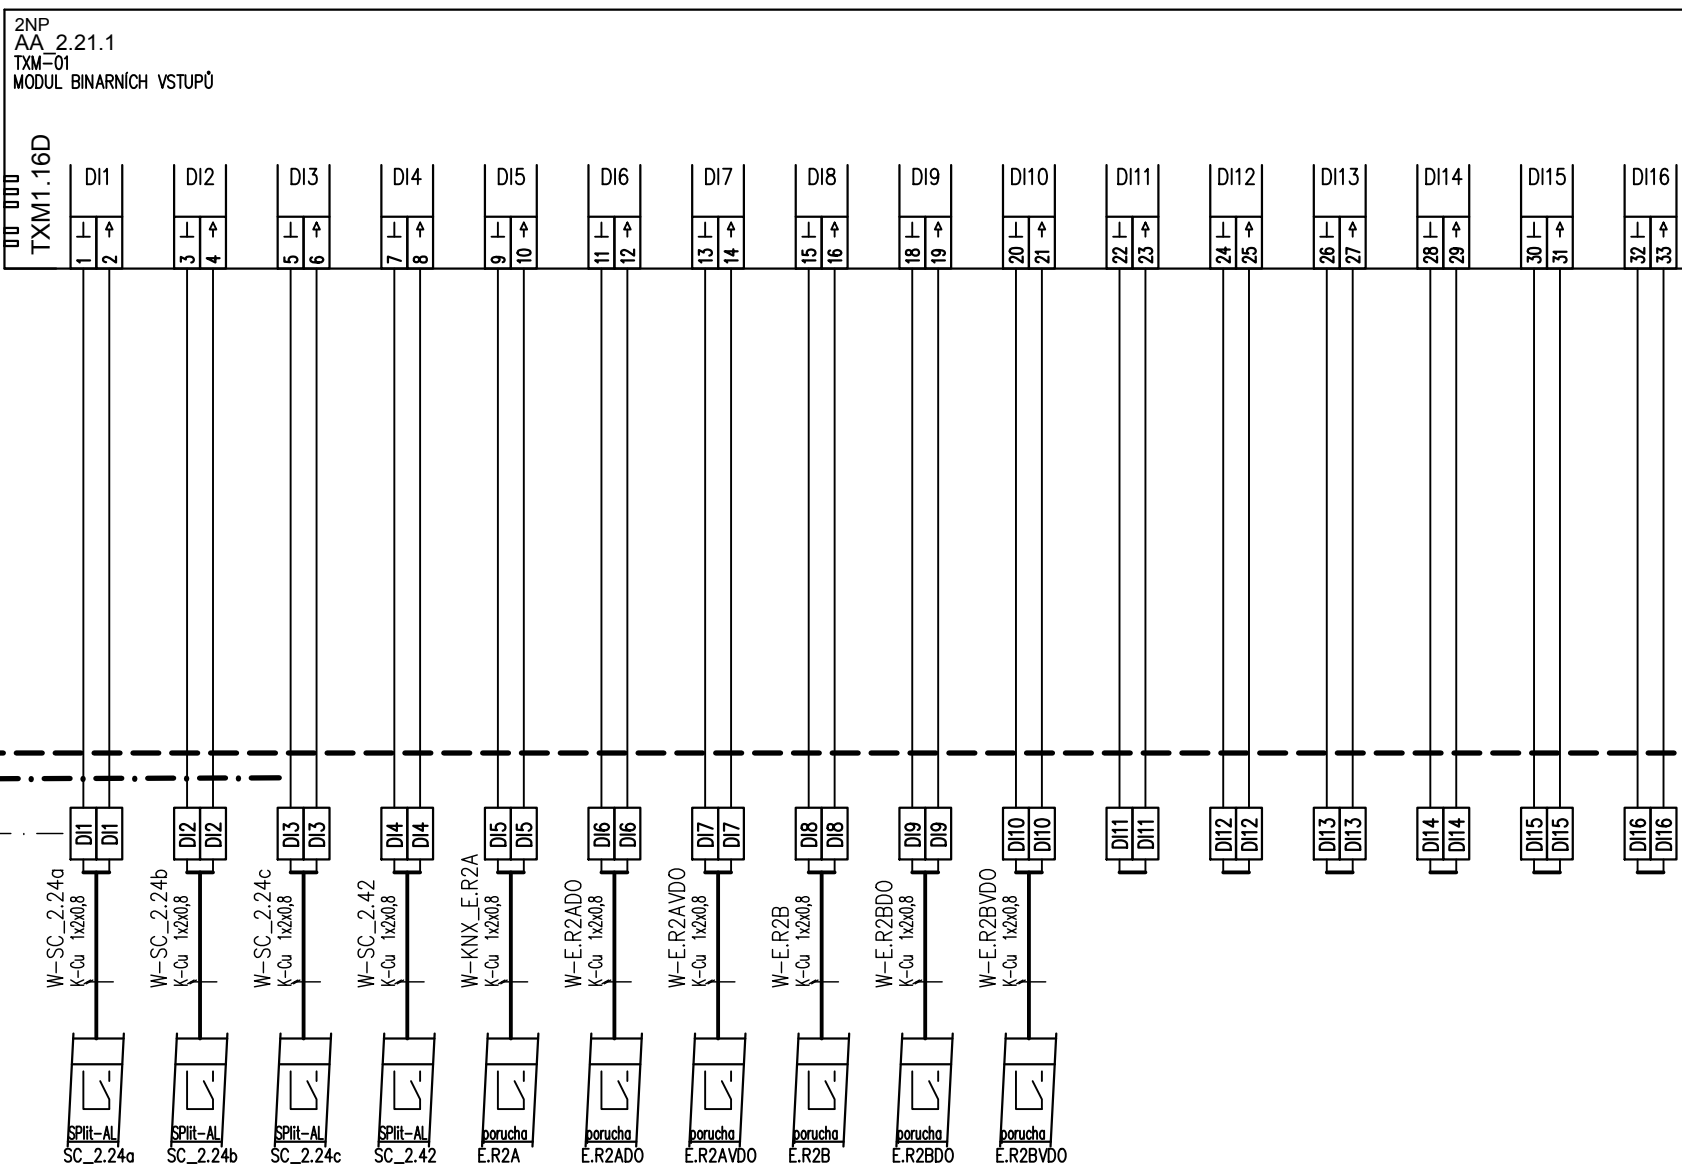 2NP
AA_2.21.1
TXM-01
MODUL BINARNÍCH VSTUPŮ
TXM1.16D
DI1 DI2 DI3 DI4 DI5 DI6 DI7 DI8 DI9 DI10 DI11 DI12 DI13 DI14 DI15 DI16
1 2 3 4 5 6 7 8 9 10 11 12 13 14 15 16 18 19 20 21 22 23 24 25 26 27 28 29 30 31 32 33
DI1 DI1 DI2 DI2 DI3 DI3 DI4 DI4 DI5 DI5 DI6 DI6 DI7 DI7 DI8 DI8 DI9 DI9 DI10 DI10 DI11 DI11 DI12 DI12 DI13 DI13 DI14 DI14 DI15 DI15 DI16 DI16
W-SC_2.24a
K-Cu 1x2x0,8
W-SC_2.24b
K-Cu 1x2x0,8
W-SC_2.24c
K-Cu 1x2x0,8
W-SC_2.42
K-Cu 1x2x0,8
W-KNX_E.R2A
K-Cu 1x2x0,8
W-E.R2ADO
K-Cu 1x2x0,8
W-E.R2AVDO
K-Cu 1x2x0,8
W-E.R2B
K-Cu 1x2x0,8
W-E.R2BDO
K-Cu 1x2x0,8
W-E.R2BVDO
K-Cu 1x2x0,8
SPlit-AL SPlit-AL SPlit-AL SPlit-AL porucha porucha porucha porucha porucha porucha
SC_2.24a SC_2.24b SC_2.24c SC_2.42 E.R2A E.R2ADO E.R2AVDO E.R2B E.R2BDO E.R2BVDO